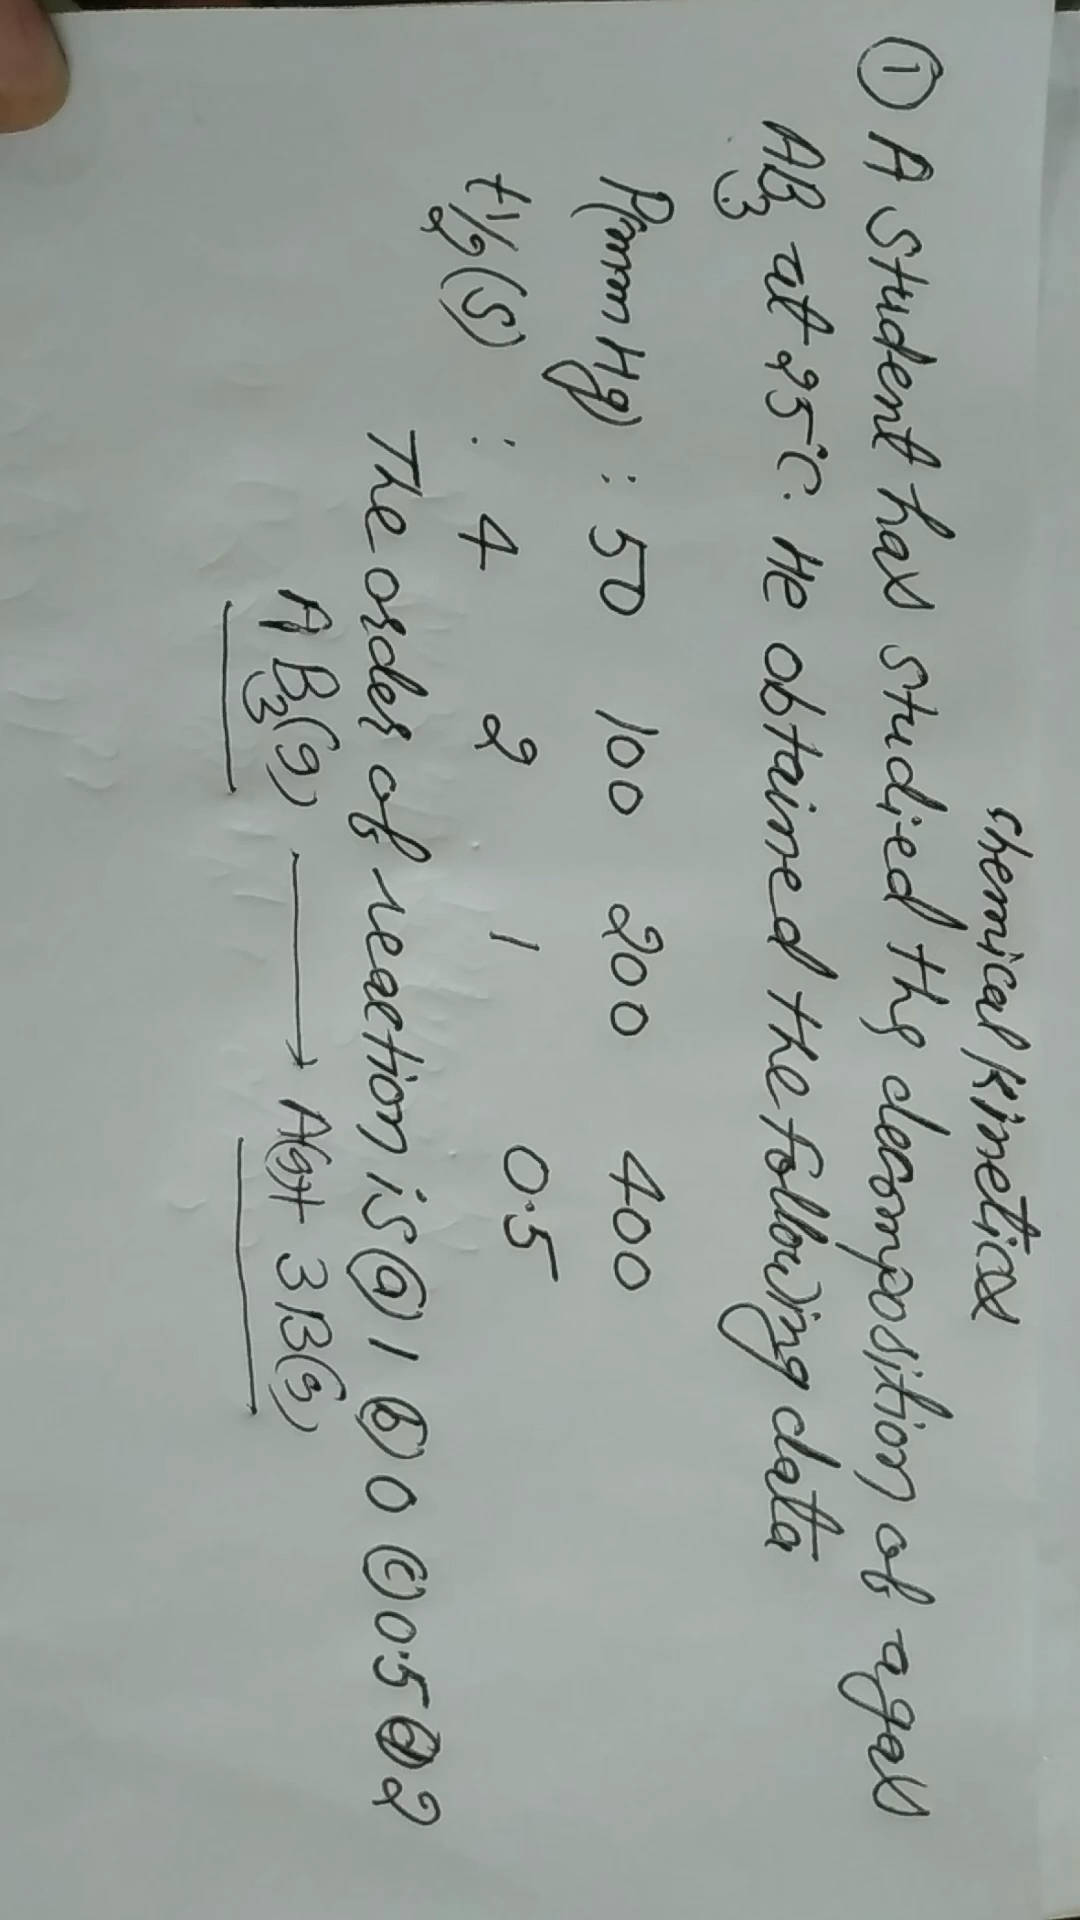 chemical kinetics
① A student has studied the decomposition of a gas
AB3 at 25°C. He obtained the following data
P(mm Hg) : 50 100 200 400
t1/2(s) : 4 2 1 0.5
The order of reaction is ⓐ 1 ⓑ 0 ⓒ 0.5 ⓓ 2
AB3(g) ⟶ A(g)+ 3B(g)